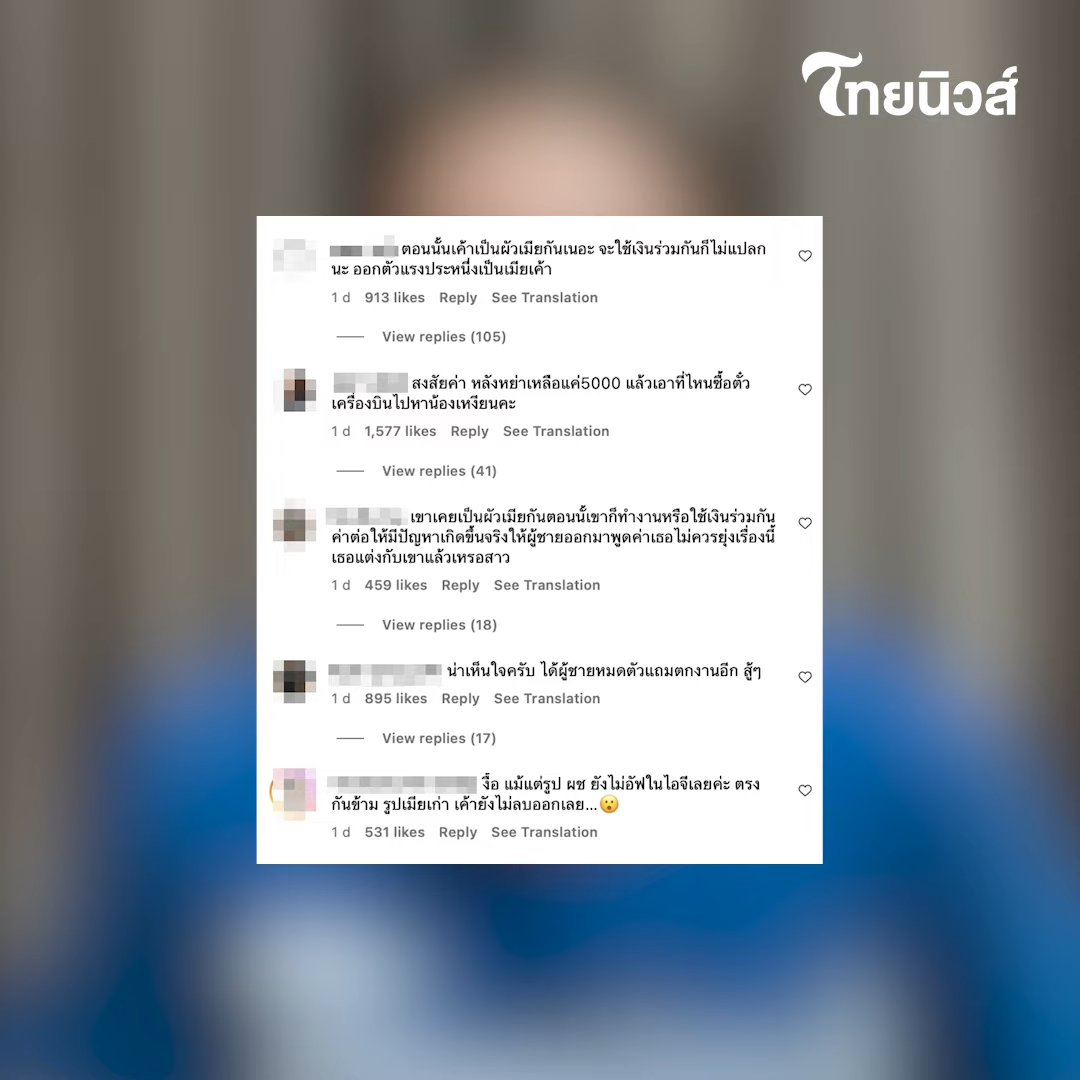 ไทยนิวส์
ตอนนั้นเค้าเป็นผัวเมียกันเนอะ จะใช้เงินร่วมกันก็ไม่แปลก
นะ ออกตัวแรงประหนึ่งเป็นเมียเค้า
1 d 913 likes Reply See Translation
View replies (105)
สงสัยค่า หลังหย่าเหลือแค่5000 แล้วเอาที่ไหนซื้อตั๋ว
เครื่องบินไปหาน้องเหงียนคะ
1 d 1,577 likes Reply See Translation
View replies (41)
เขาเคยเป็นผัวเมียกันตอนนั้เขาก็ทำงานหรือใช้เงินร่วมกัน
ค่าต่อให้มีปัญหาเกิดขึ้นจริงให้ผู้ชายออกมาพูดค่าเธอไม่ควรยุ่งเรื่องนี้
เธอแต่งกับเขาแล้วเหรอสาว
1 d 459 likes Reply See Translation
View replies (18)
น่าเห็นใจครับ ได้ผู้ชายหมดตัวแถมตกงานอีก สู้ๆ
1 d 895 likes Reply See Translation
View replies (17)
งื้อ แม้แต่รูป ผช ยังไม่อัฟในไอจีเลยค่ะ ตรง
กันข้าม รูปเมียเก่า เค้ายังไม่ลบออกเลย...😮
1 d 531 likes Reply See Translation